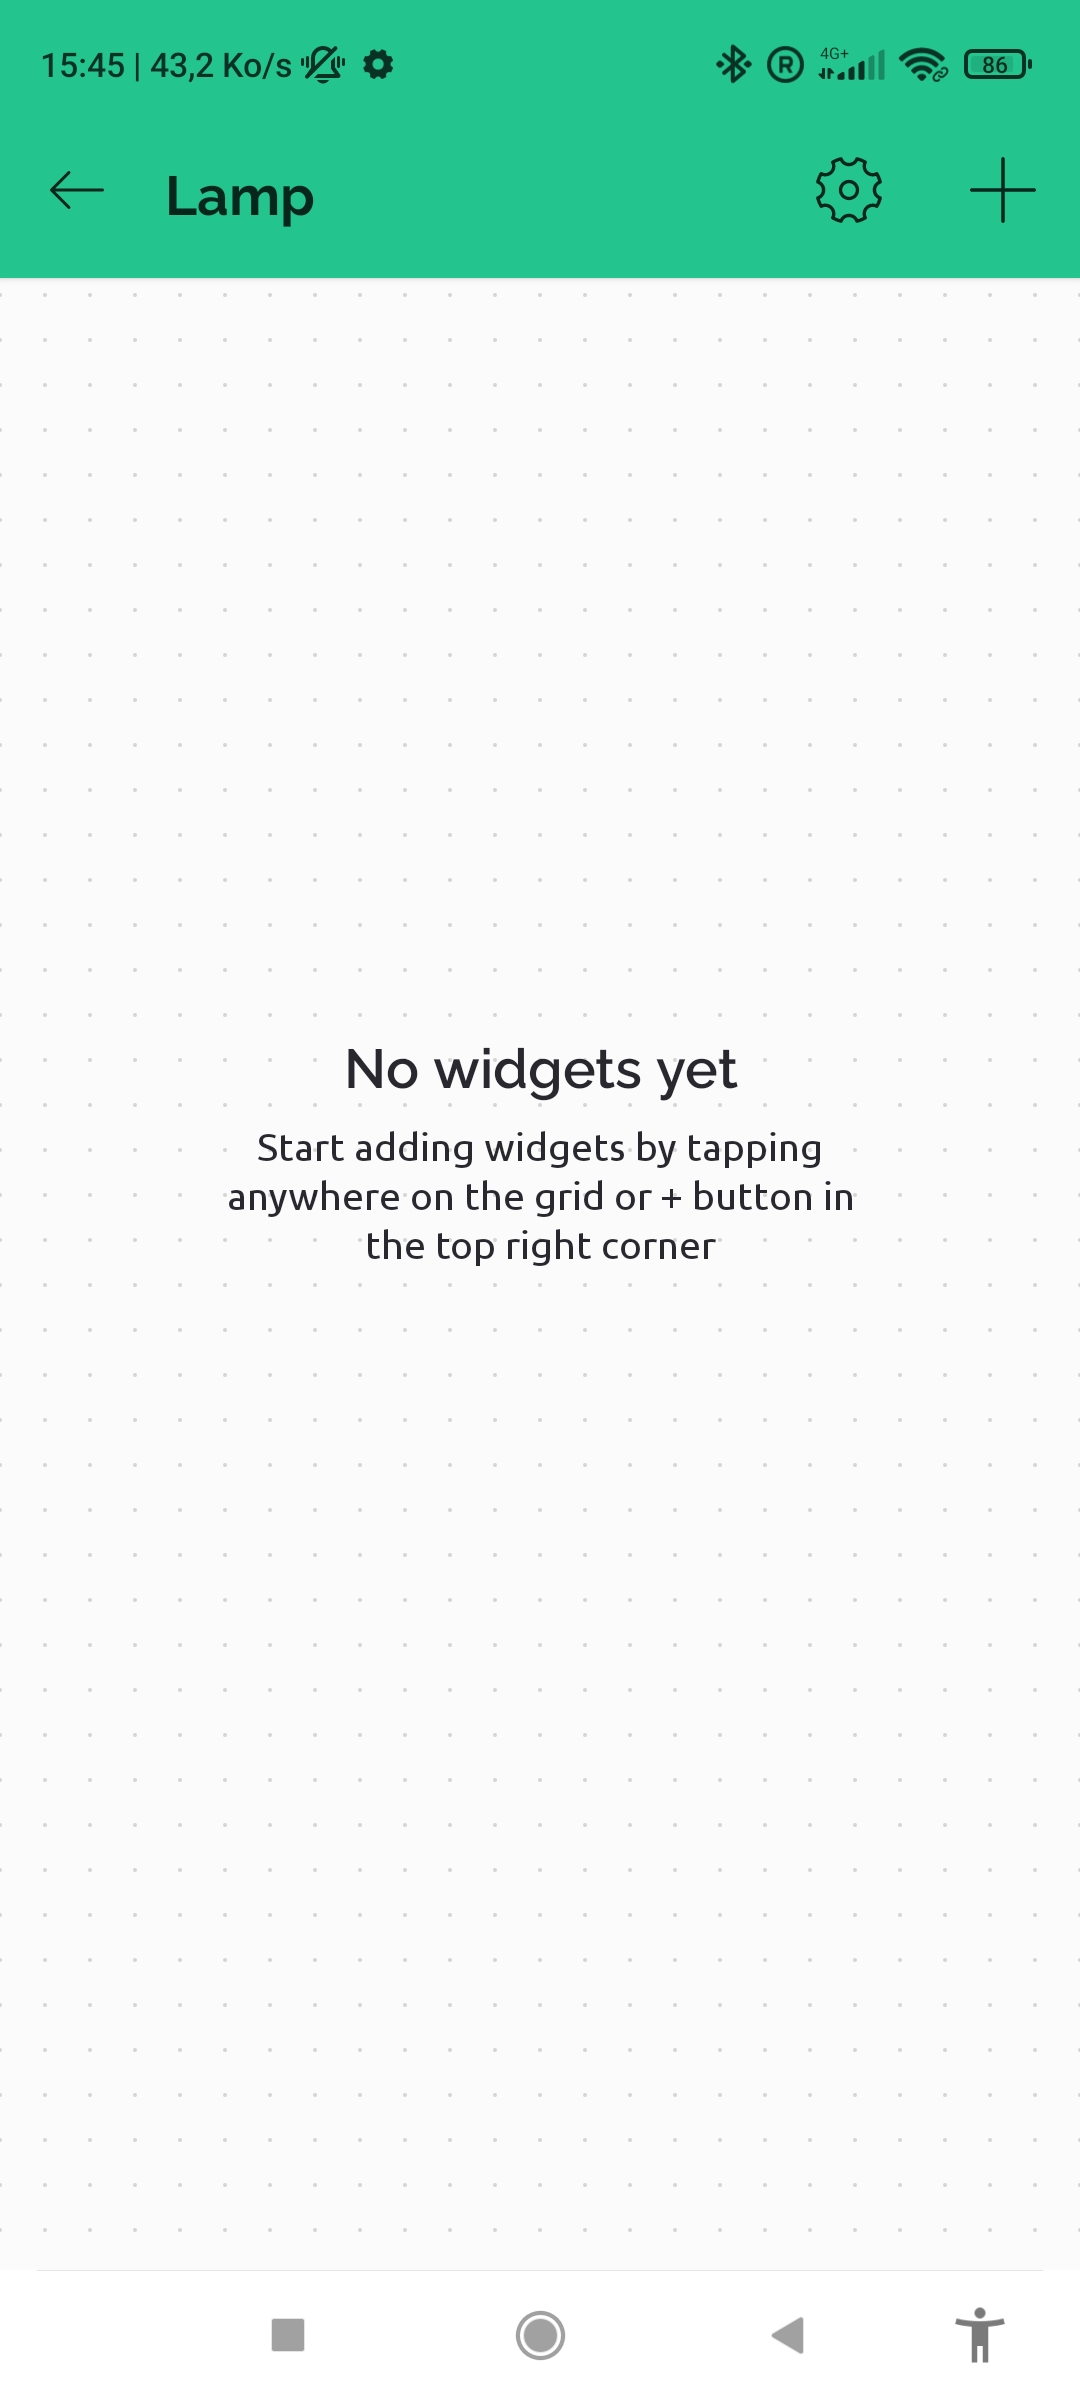 15:45 | 43,2 Ko/s
R
4G+
86
Lamp
No widgets yet
Start adding widgets by tapping
anywhere on the grid or + button in
the top right corner